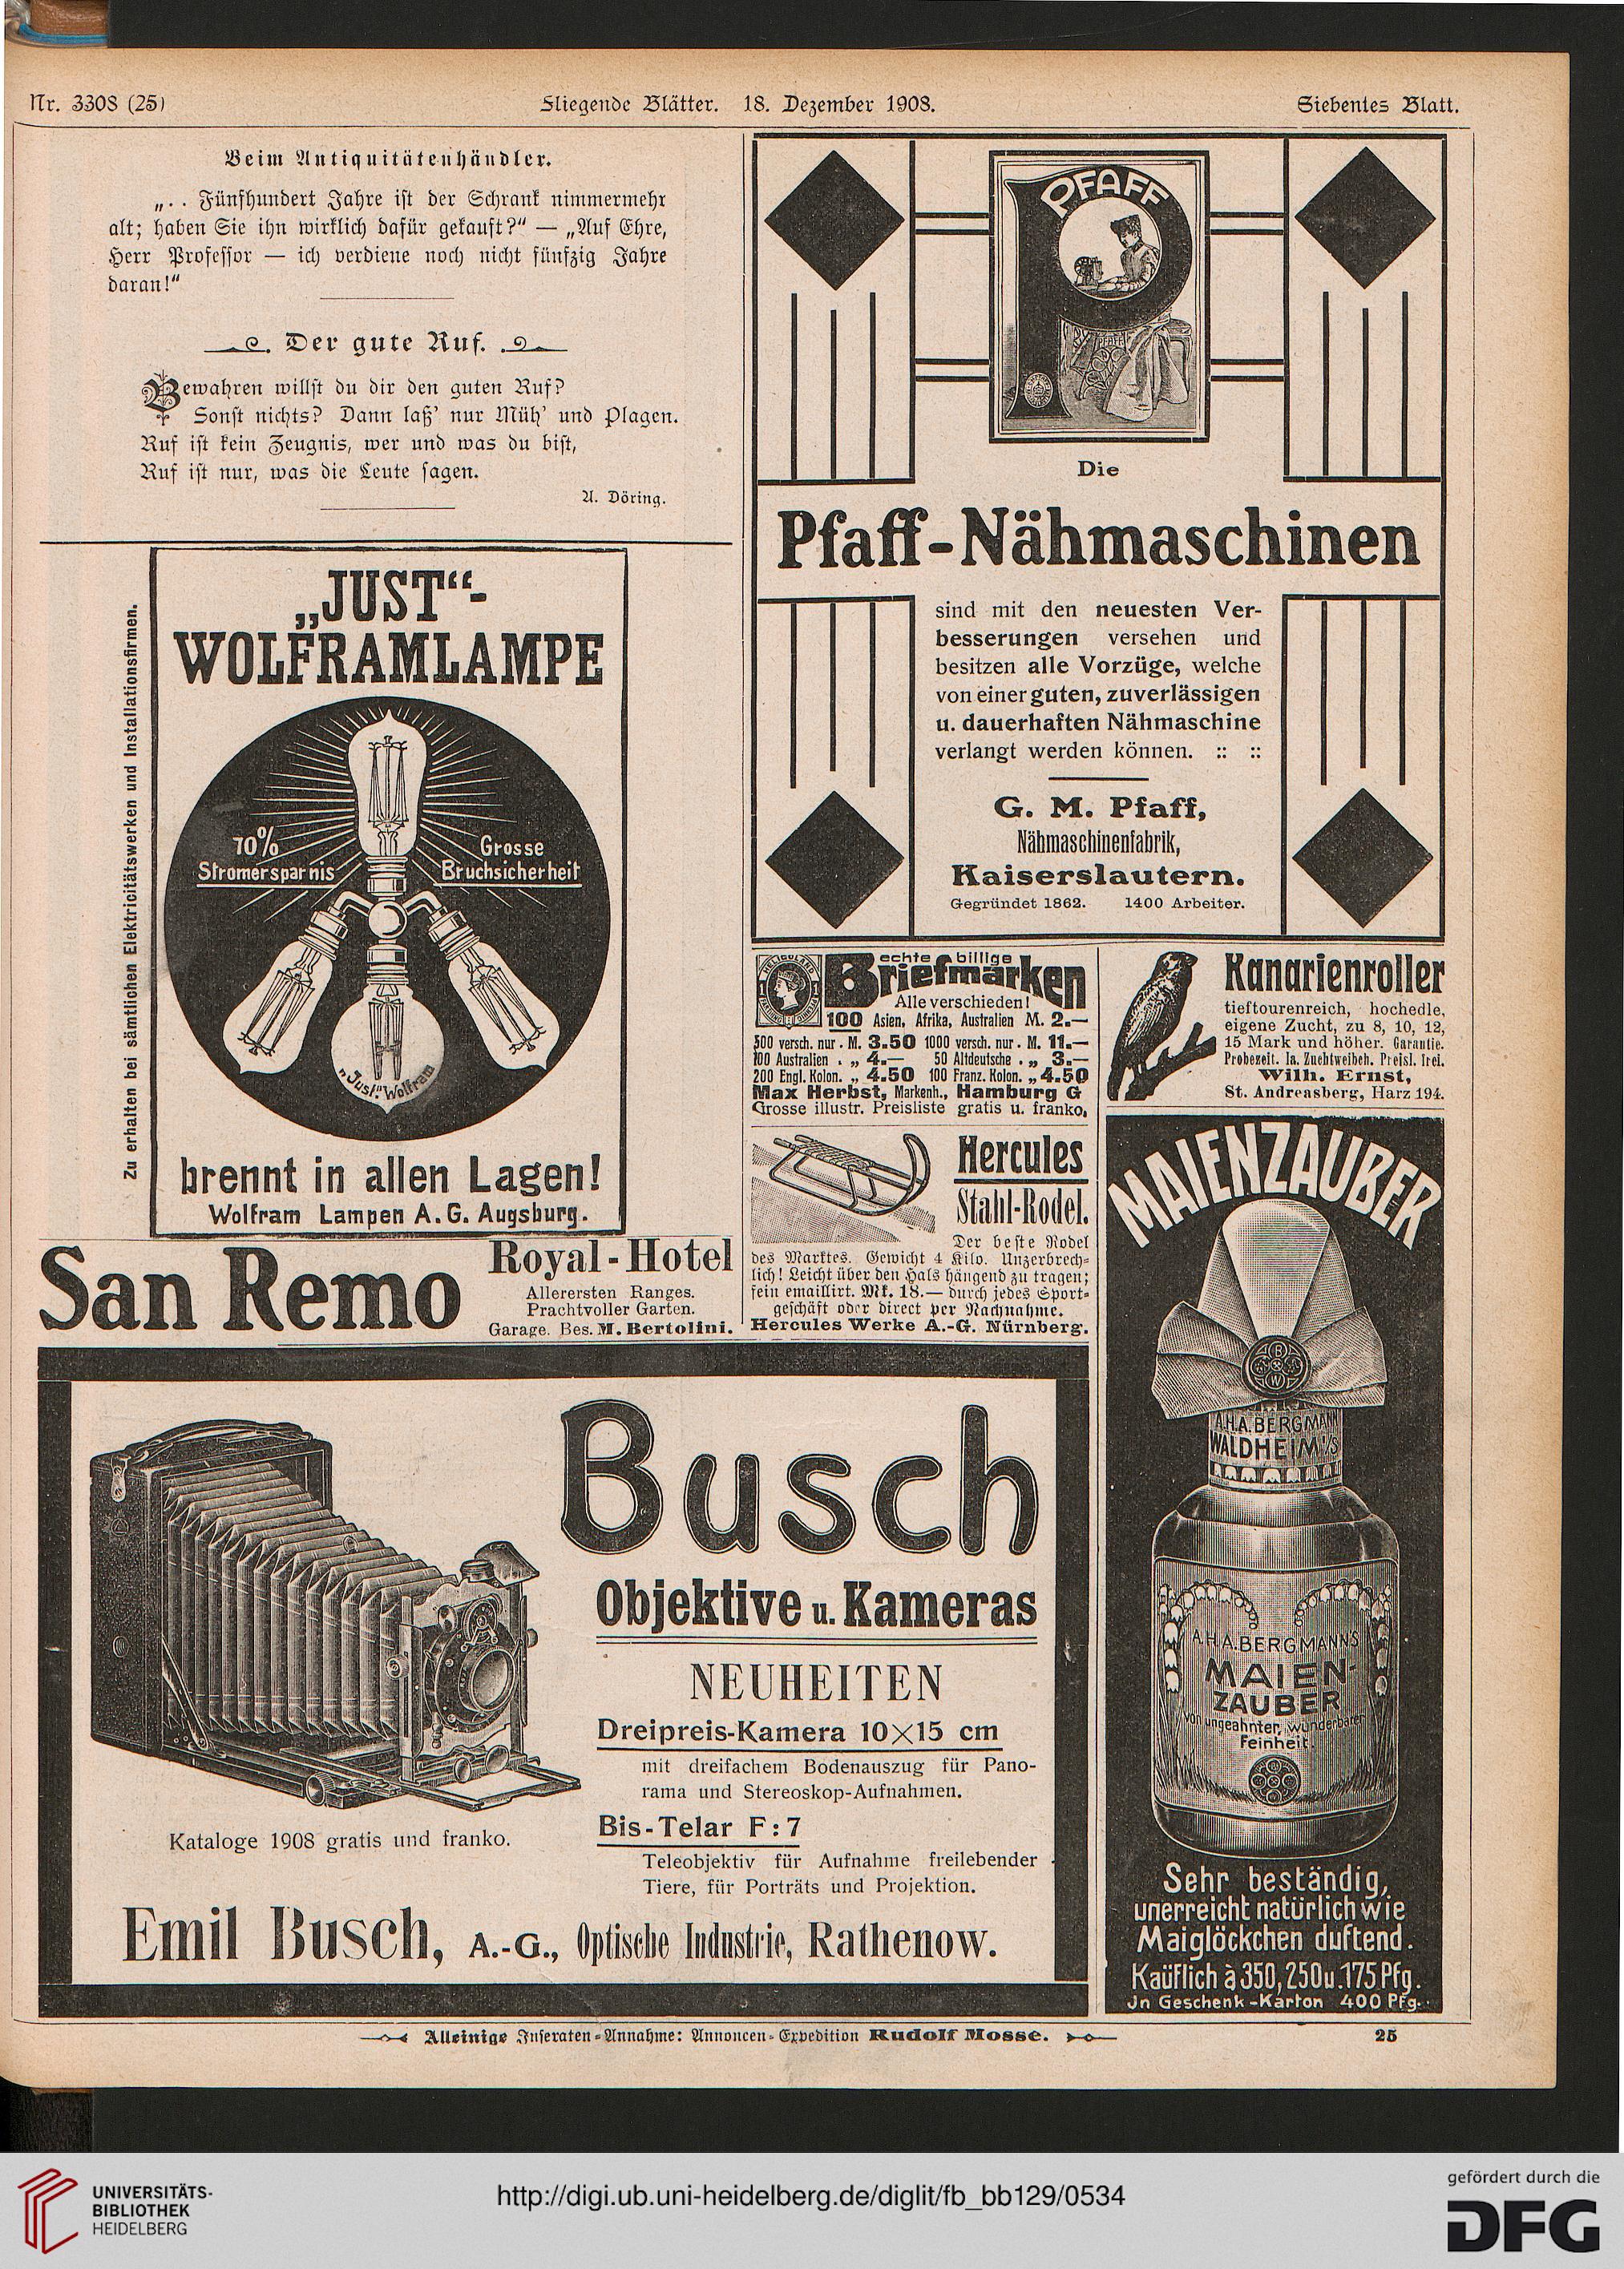 Nr. 3308 (25)
Fliegende Blätter. 18. Dezember 1908.
Siebentes Blatt.
Beim Antiquitätenhändler.
„. . Fünfhundert Jahre ist der Schrank nimmermehr
alt; haben Sie ihn wirklich dafür gekauft?“ — „Auf Ehre,
Herr Professor — ich verdiene noch nicht fünfzig Jahre
daran!“
Der gute Ruf.
Bewahren willst du dir den guten Ruf?
Sonst nichts? Dann laß’ nur Müh’ und Plagen.
Ruf ist kein Zeugnis, wer und was du bist,
Ruf ist nur, was die Leute sagen.
A. Döring.
Zu erhalten bei sämtlichen Elektricitätswerken und Installationsfirmen.
„JUST“-
WOLFRAMLAMPE
70%
Stromersparnis
Grosse
Bruchsicherheit
„Just“ Wolfram
brennt in allen Lagen!
Wolfram Lampen A.G. Augsburg.
San Remo
Royal-Hotel
Allerersten Ranges.
Prachtvoller Garten.
Garage. Bes. M. Bertolini.
PFAFF
PFAFF
Die
Pfaff-Nähmaschinen
sind mit den neuesten Ver-
besserungen versehen und
besitzen alle Vorzüge, welche
von einer guten, zuverlässigen
u. dauerhaften Nähmaschine
verlangt werden können. :: ::
G. M. Pfaff,
Nähmaschinenfabrik,
Kaiserslautern.
Gegründet 1862. 1400 Arbeiter.
HELIGOLAND
1 1
echte billige
Briefmarken
Alle verschieden!
100 Asien, Afrika, Australien M. 2.—
500 versch. nur . M. 3.50 1000 versch. nur . M. 11.—
100 Australien . „ 4.— 50 Altdeutsche . „ 3.—
200 Engl. Kolon. „ 4.50 100 Franz. Kolon. „ 4.50
Max Herbst, Markenh., Hamburg G
Grosse illustr. Preisliste gratis u. franko.
Kanarienroller
tieftourenreich, hochedle,
eigene Zucht, zu 8, 10, 12,
15 Mark und höher. Garantie.
Probezeit. Ia. Zuchtweibch. Preisl. frei.
Wilh. Ernst,
St. Andreasberg, Harz 194.
Hercules
Stahl-Rodel.
Der beste Rodel
des Marktes. Gewicht 4 Kilo. Unzerbrech-
lich! Leicht über den Hals hängend zu tragen;
fein emaillirt. Mk. 18.— durch jedes Sport-
geschäft oder direct per Nachnahme.
Hercules Werke A.-G. Nürnberg.
MAIENZAUBER
B
W
A.H.A. BERGMANN
WALDHEIM i/S
A.H.A. BERGMANN'S
MAIEN-
ZAUBER
von ungeahnter, wunderbarer
Feinheit.
Sehr beständig,
unerreicht natürlich wie
Maiglöckchen duftend.
Kaüflich à 350, 250 u. 175 Pfg.
Jn Geschenk-Karton 400 Pfg.
Busch
Objektive u. Kameras
NEUHEITEN
Dreipreis-Kamera 10×15 cm
mit dreifachem Bodenauszug für Pano-
rama und Stereoskop-Aufnahmen.
Bis-Telar F:7
Teleobjektiv für Aufnahme freilebender
Tiere, für Porträts und Projektion.
Kataloge 1908 gratis und franko.
Emil Busch, A.-G., Optische Industrie, Rathenow.
Alleinige Inseraten-Annahme: Annoncen-Expedition Rudolf Mosse.
25
UNIVERSITÄTS-
BIBLIOTHEK
HEIDELBERG
http://digi.ub.uni-heidelberg.de/diglit/fb_bb129/0534
gefördert durch die
DFG